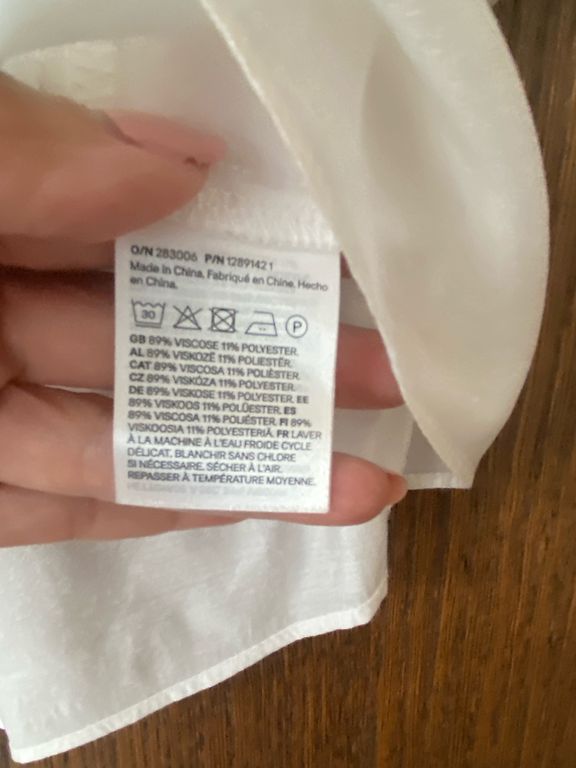 O/N 283006 P/N 1289142 1
Made in China, Fabriqué en Chine, Hecho
en China.
30 P
GB 89% VISCOSE 11% POLYESTER.
AL 89% VISKOZË 11% POLIESTËR.
CAT 89% VISCOSA 11% POLIÈSTER.
CZ 89% VISKÓZA 11% POLYESTER.
DE 89% VISKOSE 11% POLYESTER. EE
89% VISKOOS 11% POLÜESTER. ES
89% VISCOSA 11% POLIÉSTER. FI 89%
VISKOOSIA 11% POLYESTERIÄ. FR LAVER
À LA MACHINE À L'EAU FROIDE CYCLE
DÉLICAT. BLANCHIR SANS CHLORE
SI NÉCESSAIRE. SÉCHER À L'AIR.
REPASSER À TEMPÉRATURE MOYENNE.